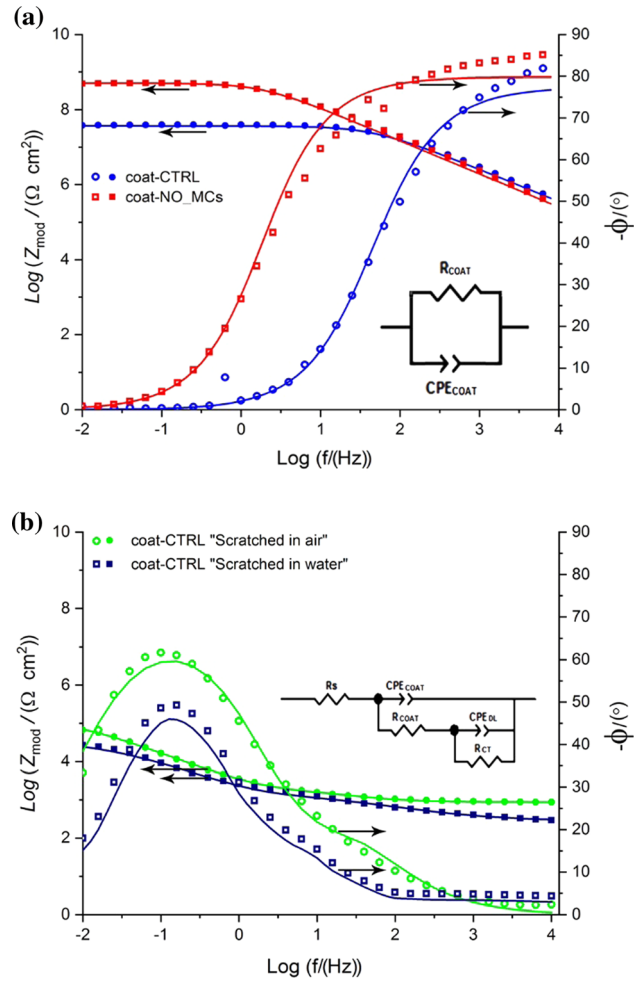 (a)
10
8
6
4
2
0
Log (Zmod / (Ω cm2))
90
80
70
60
50
40
30
20
10
0
-ϕ/(°)
coat-CTRL
coat-NO_MCs
RCOAT
CPECOAT
-2 -1 0 1 2 3 4
Log (f/(Hz))
(b)
10
8
6
4
2
0
Log (Zmod / (Ω cm2))
90
80
70
60
50
40
30
20
10
0
-ϕ/(°)
coat-CTRL "Scratched in air"
coat-CTRL "Scratched in water"
Rs
CPECOAT
RCOAT
CPEDL
RCT
-2 -1 0 1 2 3 4
Log (f/(Hz))